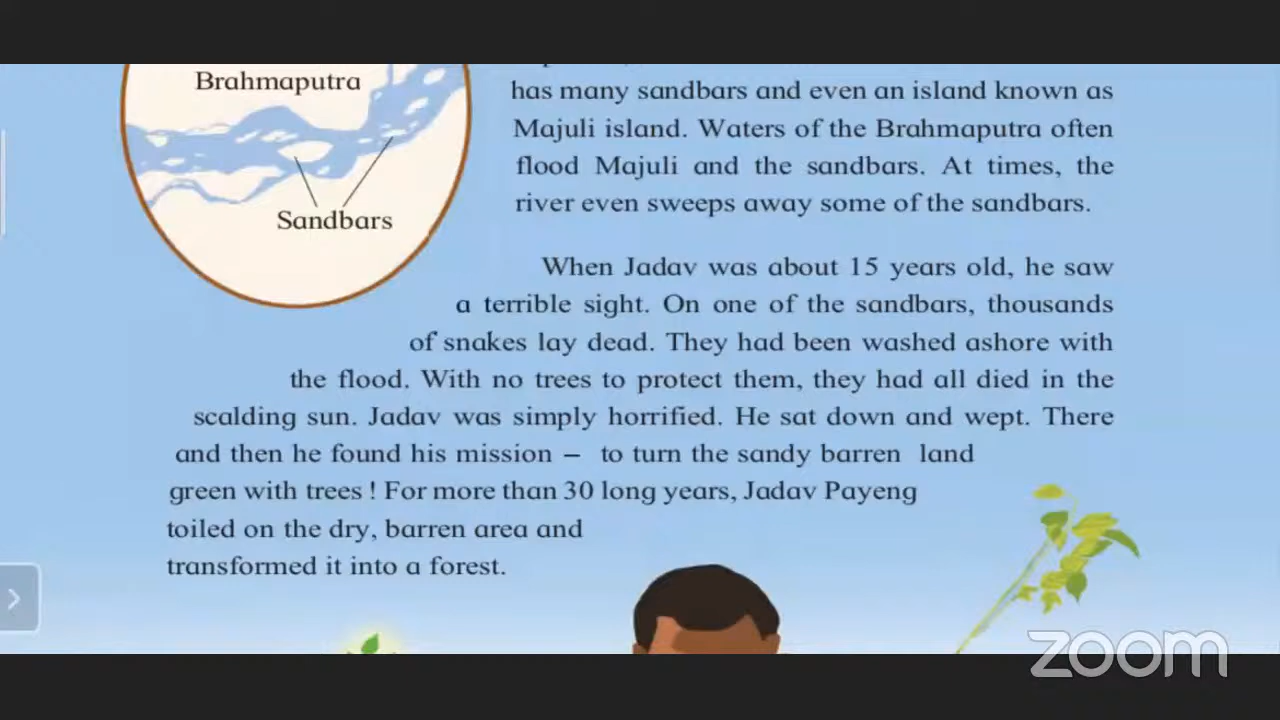 Brahmaputra
Sandbars
has many sandbars and even an island known as
Majuli island. Waters of the Brahmaputra often
flood Majuli and the sandbars. At times, the
river even sweeps away some of the sandbars.
When Jadav was about 15 years old, he saw
a terrible sight. On one of the sandbars, thousands
of snakes lay dead. They had been washed ashore with
the flood. With no trees to protect them, they had all died in the
scalding sun. Jadav was simply horrified. He sat down and wept. There
and then he found his mission – to turn the sandy barren land
green with trees ! For more than 30 long years, Jadav Payeng
toiled on the dry, barren area and
transformed it into a forest.
zoom